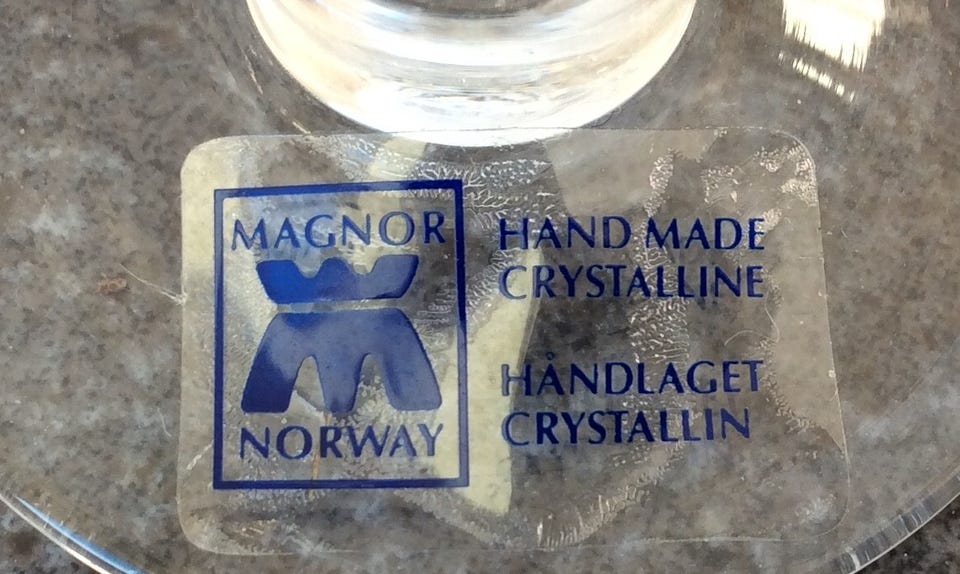 MAGNOR
NORWAY
HAND MADE
CRYSTALLINE
HÅNDLAGET
CRYSTALLIN